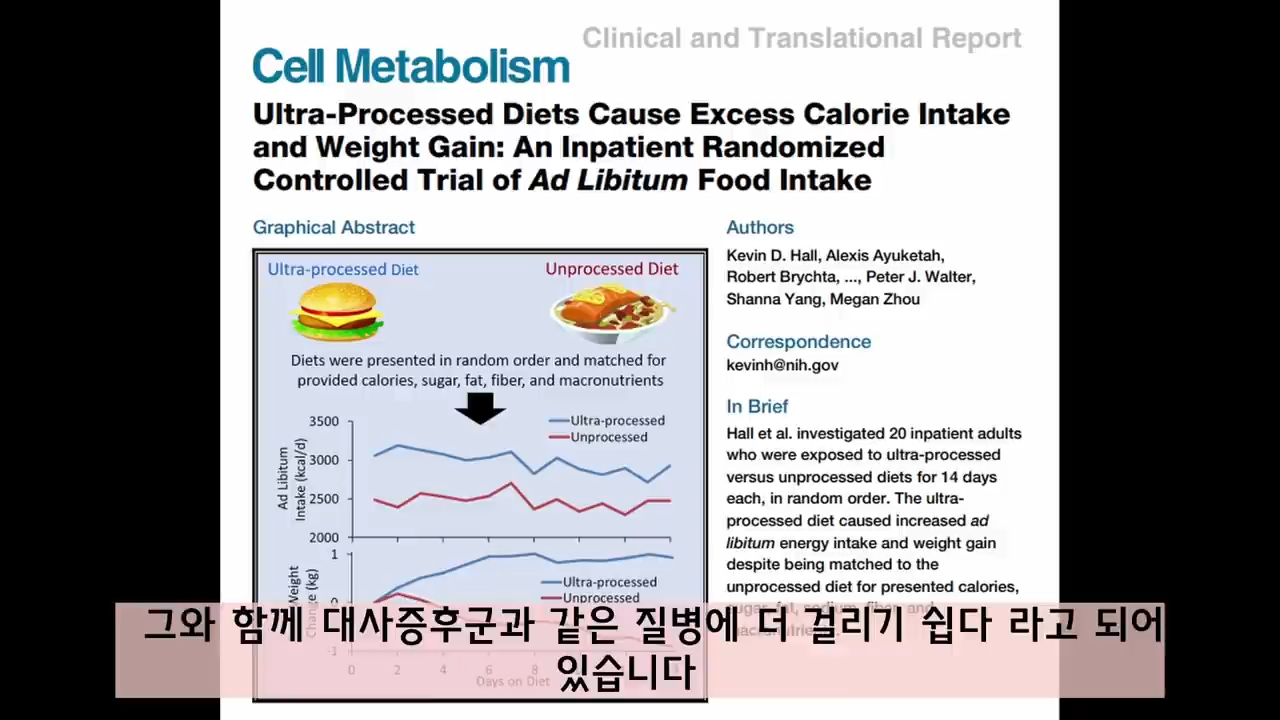 Clinical and Translational Report
Cell Metabolism
Ultra-Processed Diets Cause Excess Calorie Intake
and Weight Gain: An Inpatient Randomized
Controlled Trial of Ad Libitum Food Intake
Graphical Abstract
Ultra-processed Diet
Unprocessed Diet
Diets were presented in random order and matched for
provided calories, sugar, fat, fiber, and macronutrients
Ultra-processed
Unprocessed
3500
3000
2500
2000
Ad Libitum
Intake (kcal/d)
Ultra-processed
Unprocessed
1
0
-1
Weight
Change (kg)
0 2 4 6 8
Days on Diet
Authors
Kevin D. Hall, Alexis Ayuketah,
Robert Brychta, ..., Peter J. Walter,
Shanna Yang, Megan Zhou
Correspondence
kevinh@nih.gov
In Brief
Hall et al. investigated 20 inpatient adults
who were exposed to ultra-processed
versus unprocessed diets for 14 days
each, in random order. The ultra-
processed diet caused increased ad
libitum energy intake and weight gain
despite being matched to the
unprocessed diet for presented calories,
sugar, fat, sodium, fiber, and
그와 함께 대사증후군과 같은 질병에 더 걸리기 쉽다 라고 되어
있습니다